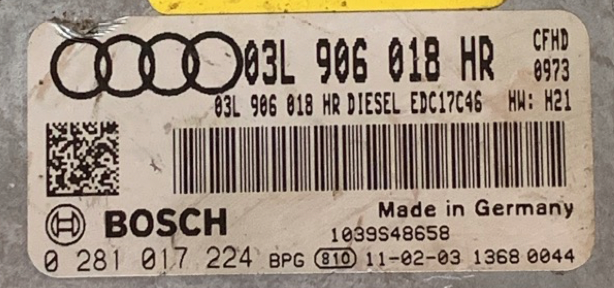 03L 906 018 HR CFHD
0973
03L 906 018 HR DIESEL EDC17C46 HW: H21
BOSCH
Made in Germany
1039S48658
0 281 017 224 BPG 810 11-02-03 1368 0044